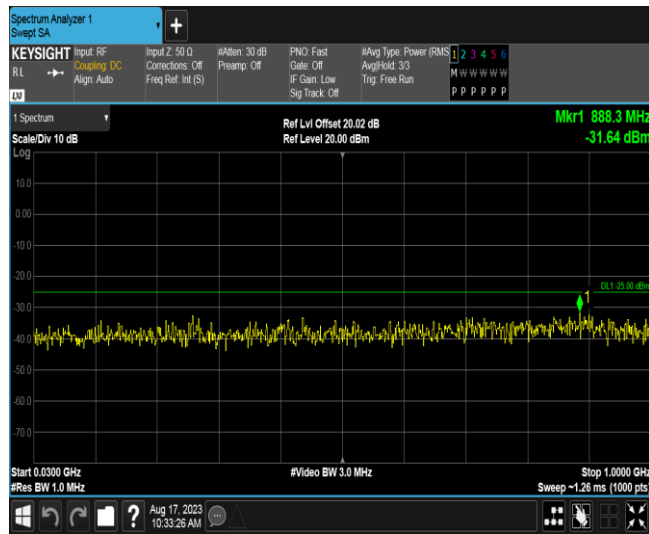 Spectrum Analyzer 1
Swept SA
KEYSIGHT
RL
LXI
Input: RF
Coupling: DC
Align: Auto
Input Z: 50 Ω
Corrections: Off
Freq Ref: Int (S)
#Atten: 30 dB
Preamp: Off
PNO: Fast
Gate: Off
IF Gain: Low
Sig Track: Off
#Avg Type: Power (RMS
Avg|Hold: 3/3
Trig: Free Run
1 2 3 4 5 6
M W W W W W
P P P P P P
1 Spectrum
Scale/Div 10 dB
Log
Ref Lvl Offset 20.02 dB
Ref Level 20.00 dBm
Mkr1 888.3 MHz
-31.64 dBm
10.0
0.00
-10.0
-20.0
DL1 -25.00 dBm
1
-30.0
-40.0
-50.0
-60.0
-70.0
Start 0.0300 GHz
#Res BW 1.0 MHz
#Video BW 3.0 MHz
Stop 1.0000 GHz
Sweep ~1.26 ms (1000 pts
?
Aug 17, 2023
10:33:26 AM